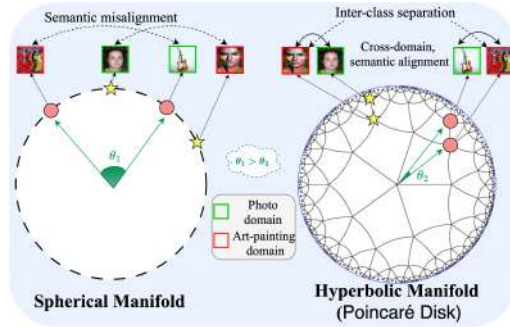 Semantic misalignment
Inter-class separation
Cross-domain,
semantic alignment
θ₁
θ₁ > θ₂
θ₂
Photo
domain
Art-painting
domain
Spherical Manifold
Hyperbolic Manifold
(Poincaré Disk)